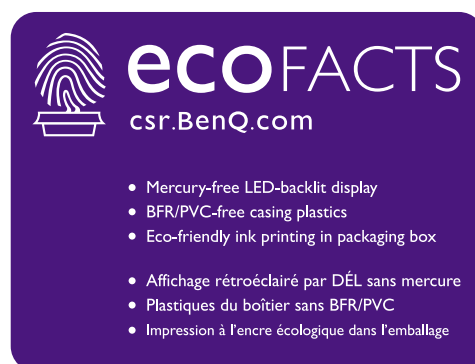 ecoFACTS
csr.BenQ.com
• Mercury-free LED-backlit display
• BFR/PVC-free casing plastics
• Eco-friendly ink printing in packaging box
• Affichage rétroéclairé par DÉL sans mercure
• Plastiques du boîtier sans BFR/PVC
• Impression à l'encre écologique dans l'emballage